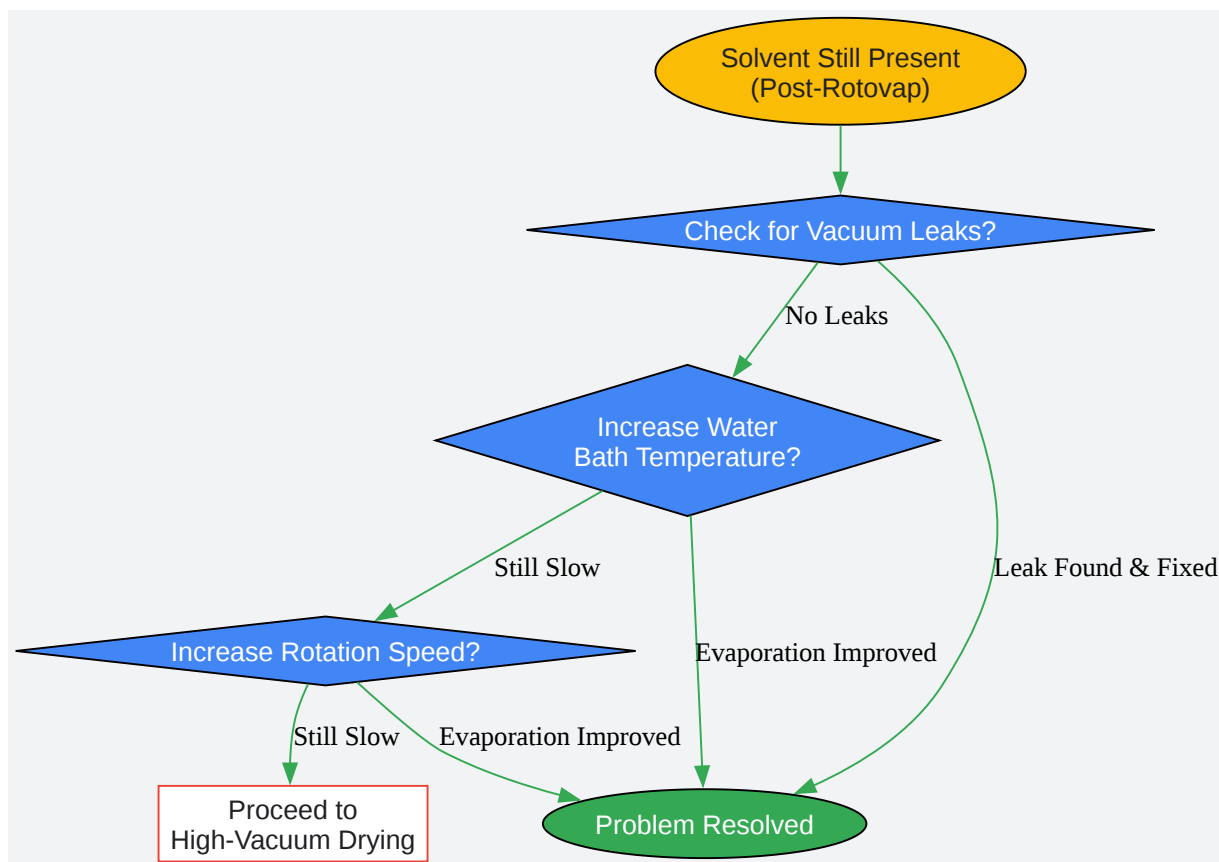 Solvent Still Present
(Post-Rotovap)
Check for Vacuum Leaks?
No Leaks
Increase Water
Bath Temperature?
Still Slow
Leak Found & Fixed
Increase Rotation Speed?
Evaporation Improved
Still Slow
Evaporation Improved
Proceed to
High-Vacuum Drying
Problem Resolved